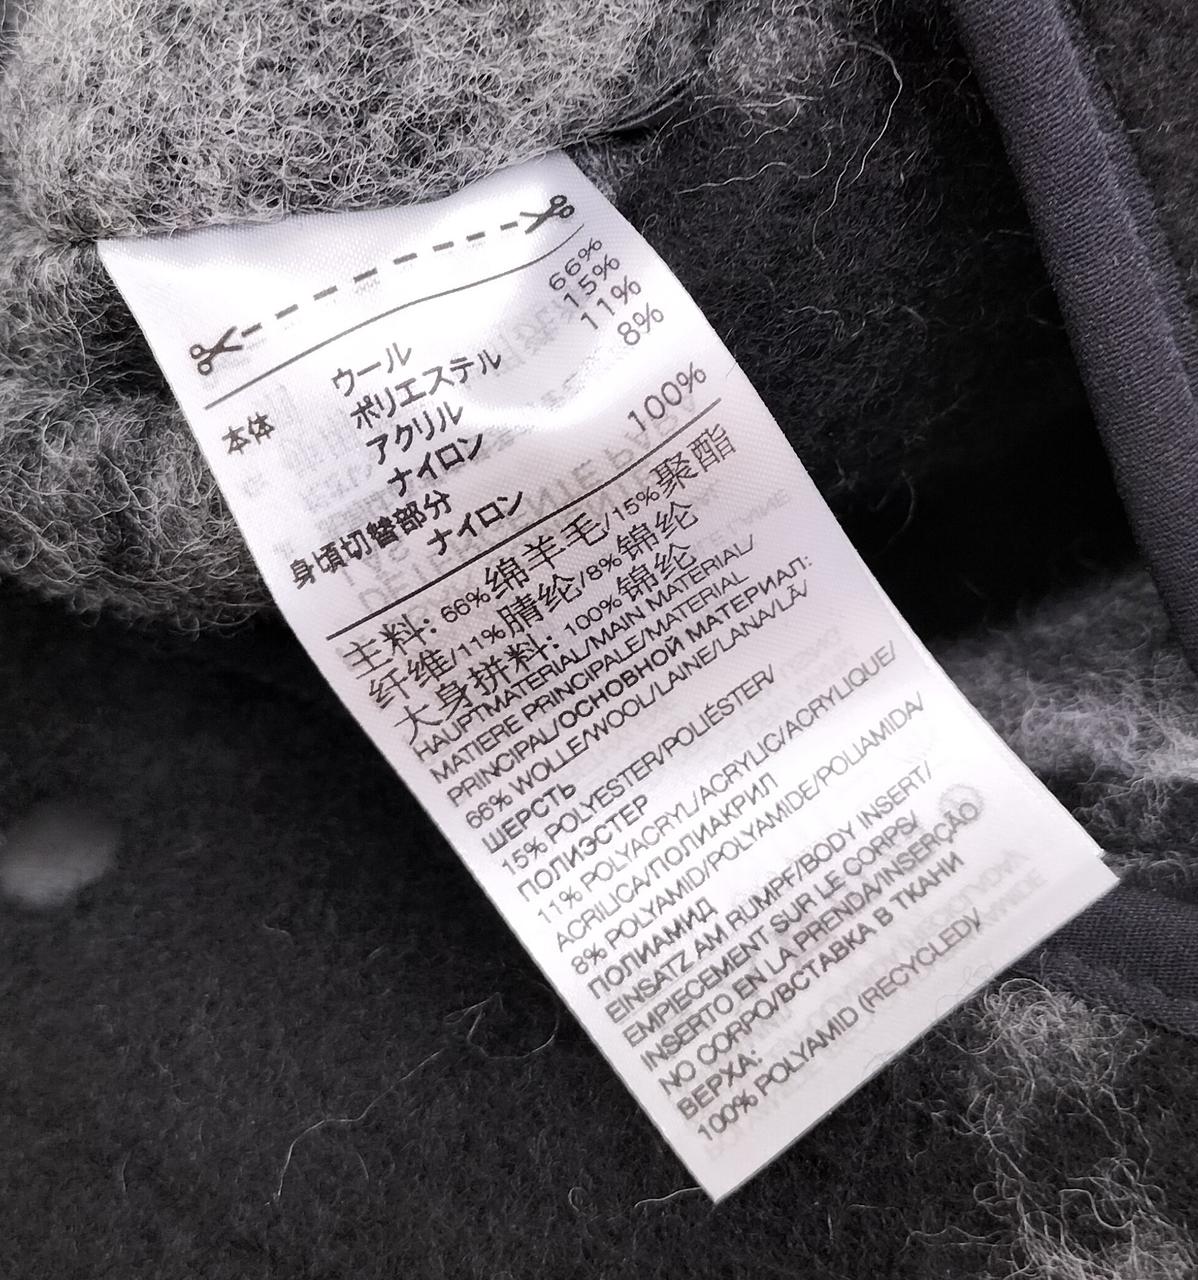 66%
本体 ウール 15%
ポリエステル 11%
アクリル 8%
ナイロン
身頃切替部分 100%
ナイロン
主料: 66%绵羊毛/15%聚酯
纤维/11%腈纶/8%锦纶
大身拼料: 100%锦纶
HAUPTMATERIAL/MAIN MATERIAL/
MATIERE PRINCIPALE/MATERIAL
PRINCIPAL/ОСНОВНОЙ МАТЕРИАЛ:
66% WOLLE/WOOL/LAINE/LANA/LÃ/
ШЕРСТЬ
15% POLYESTER/POLIÉSTER/
ПОЛИЭСТЕР
11% POLYACRYL/ACRYLIC/ACRYLIQUE/
ACRILICA/ПОЛИАКРИЛ
8% POLYAMID/POLYAMIDE/POLIAMIDA/
ПОЛИАМИД
EINSATZ AM RUMPF/BODY INSERT/
EMPIECEMENT SUR LE CORPS/
INSERTO EN LA PRENDA/INSERÇÃO
NO CORPO/ВСТАВКА В ТКАНИ
ВЕРХА:
100% POLYAMID (RECYCLED)/